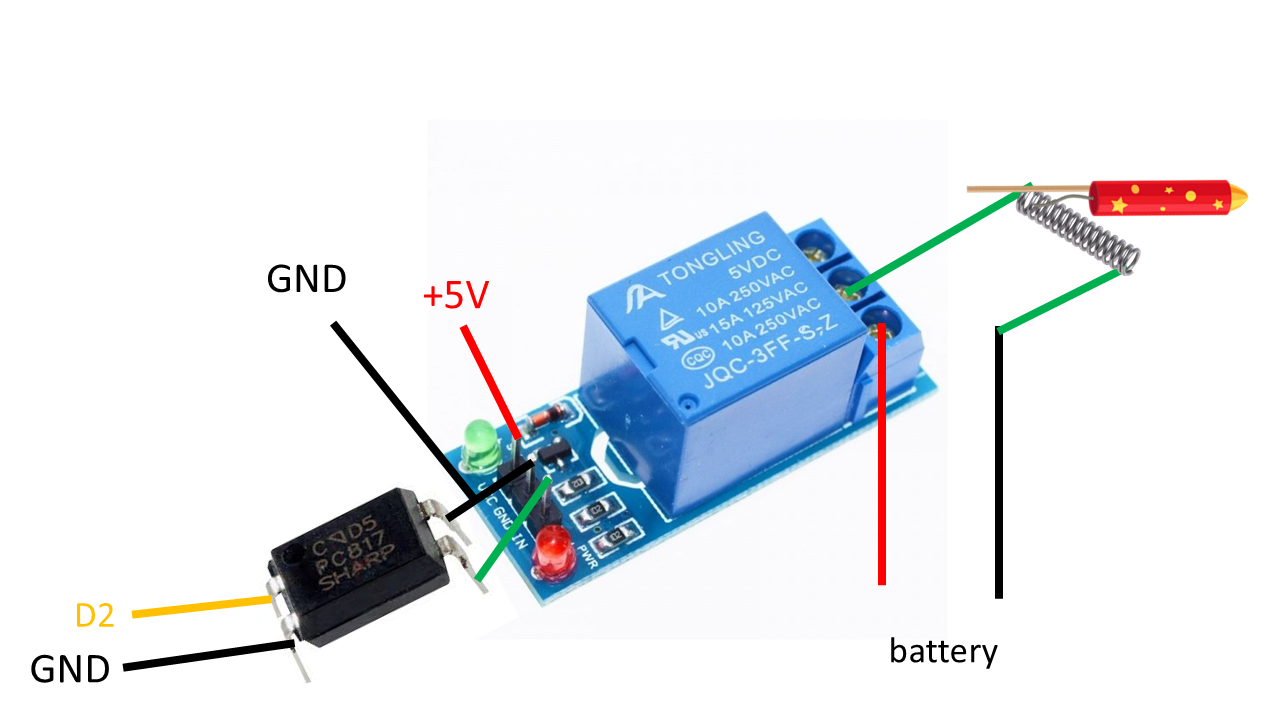 GND
+5V
TONGLING
5VDC
10A 250VAC
15A 125VAC
10A 250VAC
CQC
JQC-3FF-S-Z
GND IN
PWR
PC817
SHARP
D2
GND
battery